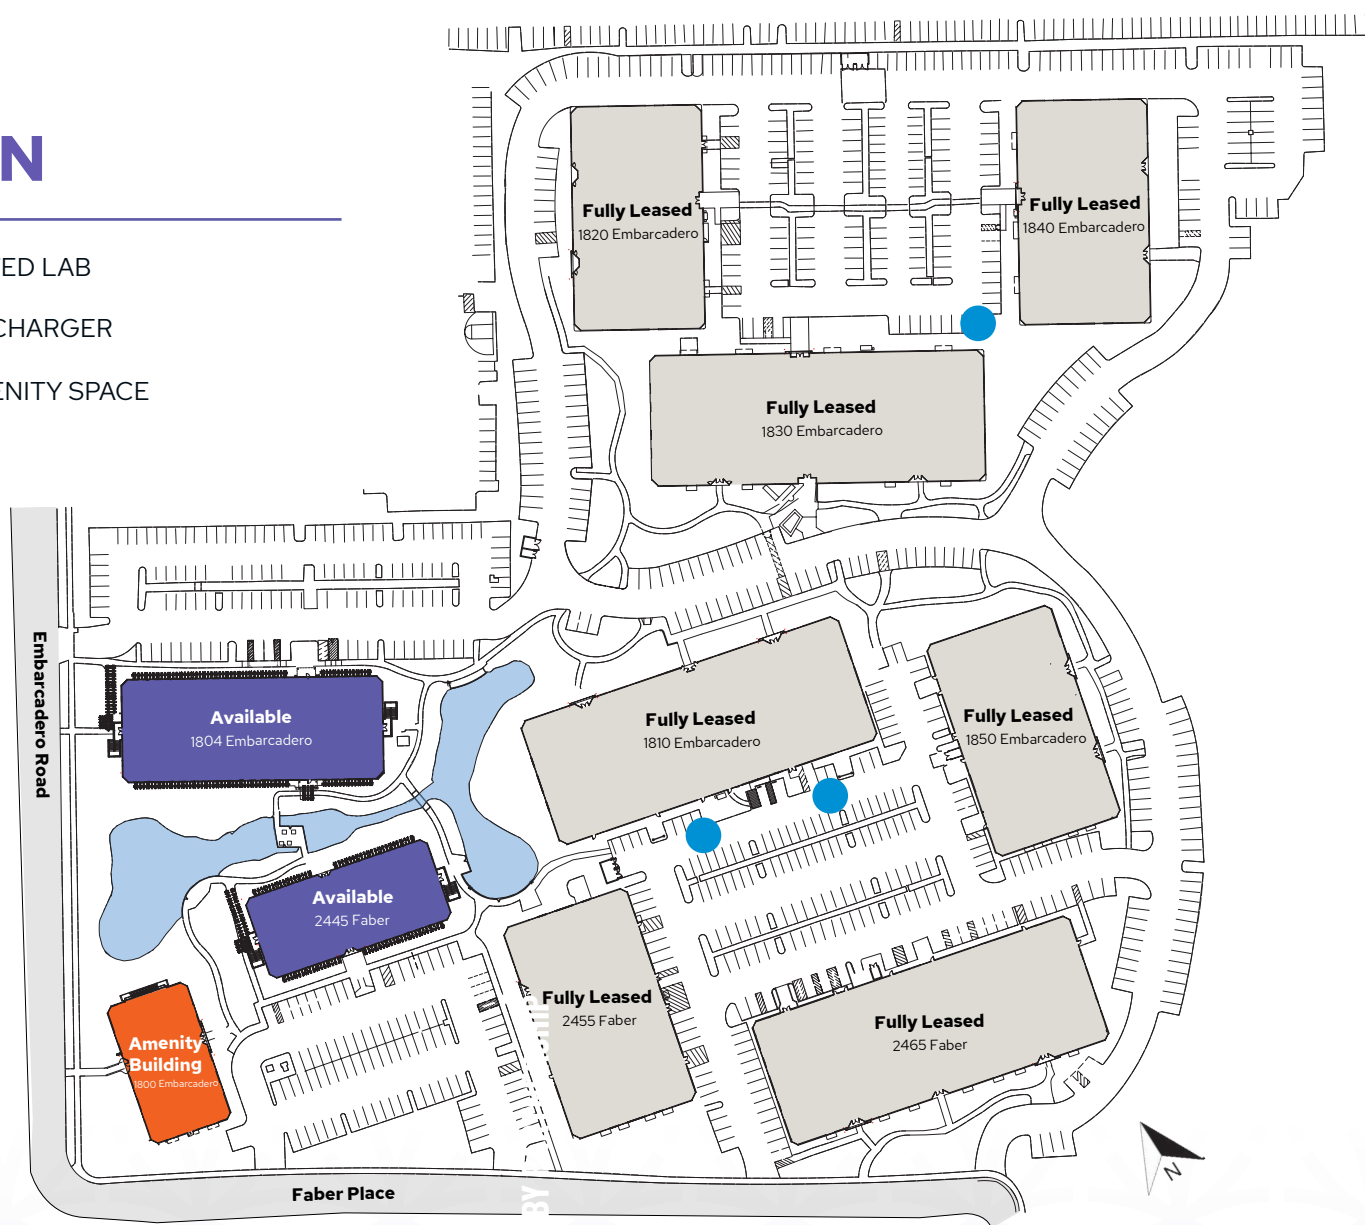 N
ED LAB
CHARGER
ENITY SPACE
Fully Leased
1820 Embarcadero
Fully Leased
1840 Embarcadero
Fully Leased
1830 Embarcadero
Embarcadero Road
Available
1804 Embarcadero
Fully Leased
1810 Embarcadero
Fully Leased
1850 Embarcadero
Available
2445 Faber
Fully Leased
2455 Faber
Fully Leased
2465 Faber
Amenity
Building
1800 Embarcadero
Faber Place
BY
N